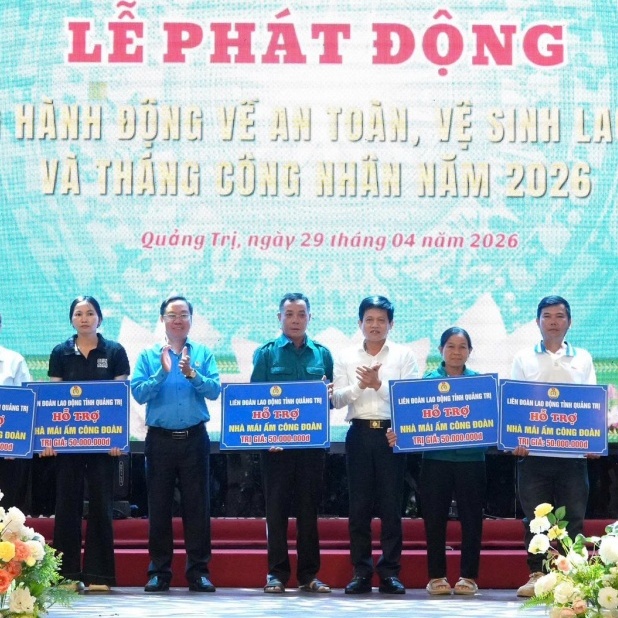 LỄ PHÁT ĐỘNG
HÀNH ĐỘNG VỀ AN TOÀN, VỆ SINH LAO
VÀ THÁNG CÔNG NHÂN NĂM 2026
Quảng Trị, ngày 29 tháng 04 năm 2026
QUẢNG TRỊ
CÔNG ĐOÀN
LIÊN ĐOÀN LAO ĐỘNG TỈNH QUẢNG TRỊ
HỖ TRỢ
NHÀ MÁI ẤM CÔNG ĐOÀN
TRỊ GIÁ: 50.000.000đ
LIÊN ĐOÀN LAO ĐỘNG TỈNH QUẢNG TRỊ
HỖ TRỢ
NHÀ MÁI ẤM CÔNG ĐOÀN
TRỊ GIÁ: 50.000.000đ
LIÊN ĐOÀN LAO ĐỘNG TỈNH QUẢNG TRỊ
HỖ TRỢ
NHÀ MÁI ẤM CÔNG ĐOÀN
TRỊ GIÁ: 50.000.000đ
LIÊN ĐOÀN LAO ĐỘNG TỈNH QUẢNG TRỊ
HỖ TRỢ
NHÀ MÁI ẤM CÔNG ĐOÀN
TRỊ GIÁ: 50.000.000đ